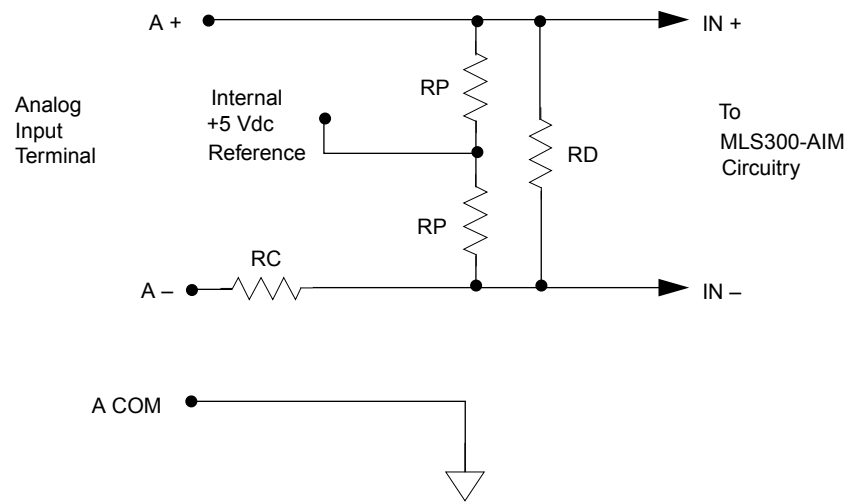 A +
IN +
RP
Analog
Input
Terminal
Internal
+5 Vdc
Reference
RD
To
MLS300-AIM
Circuitry
RP
RC
A –
IN –
A COM